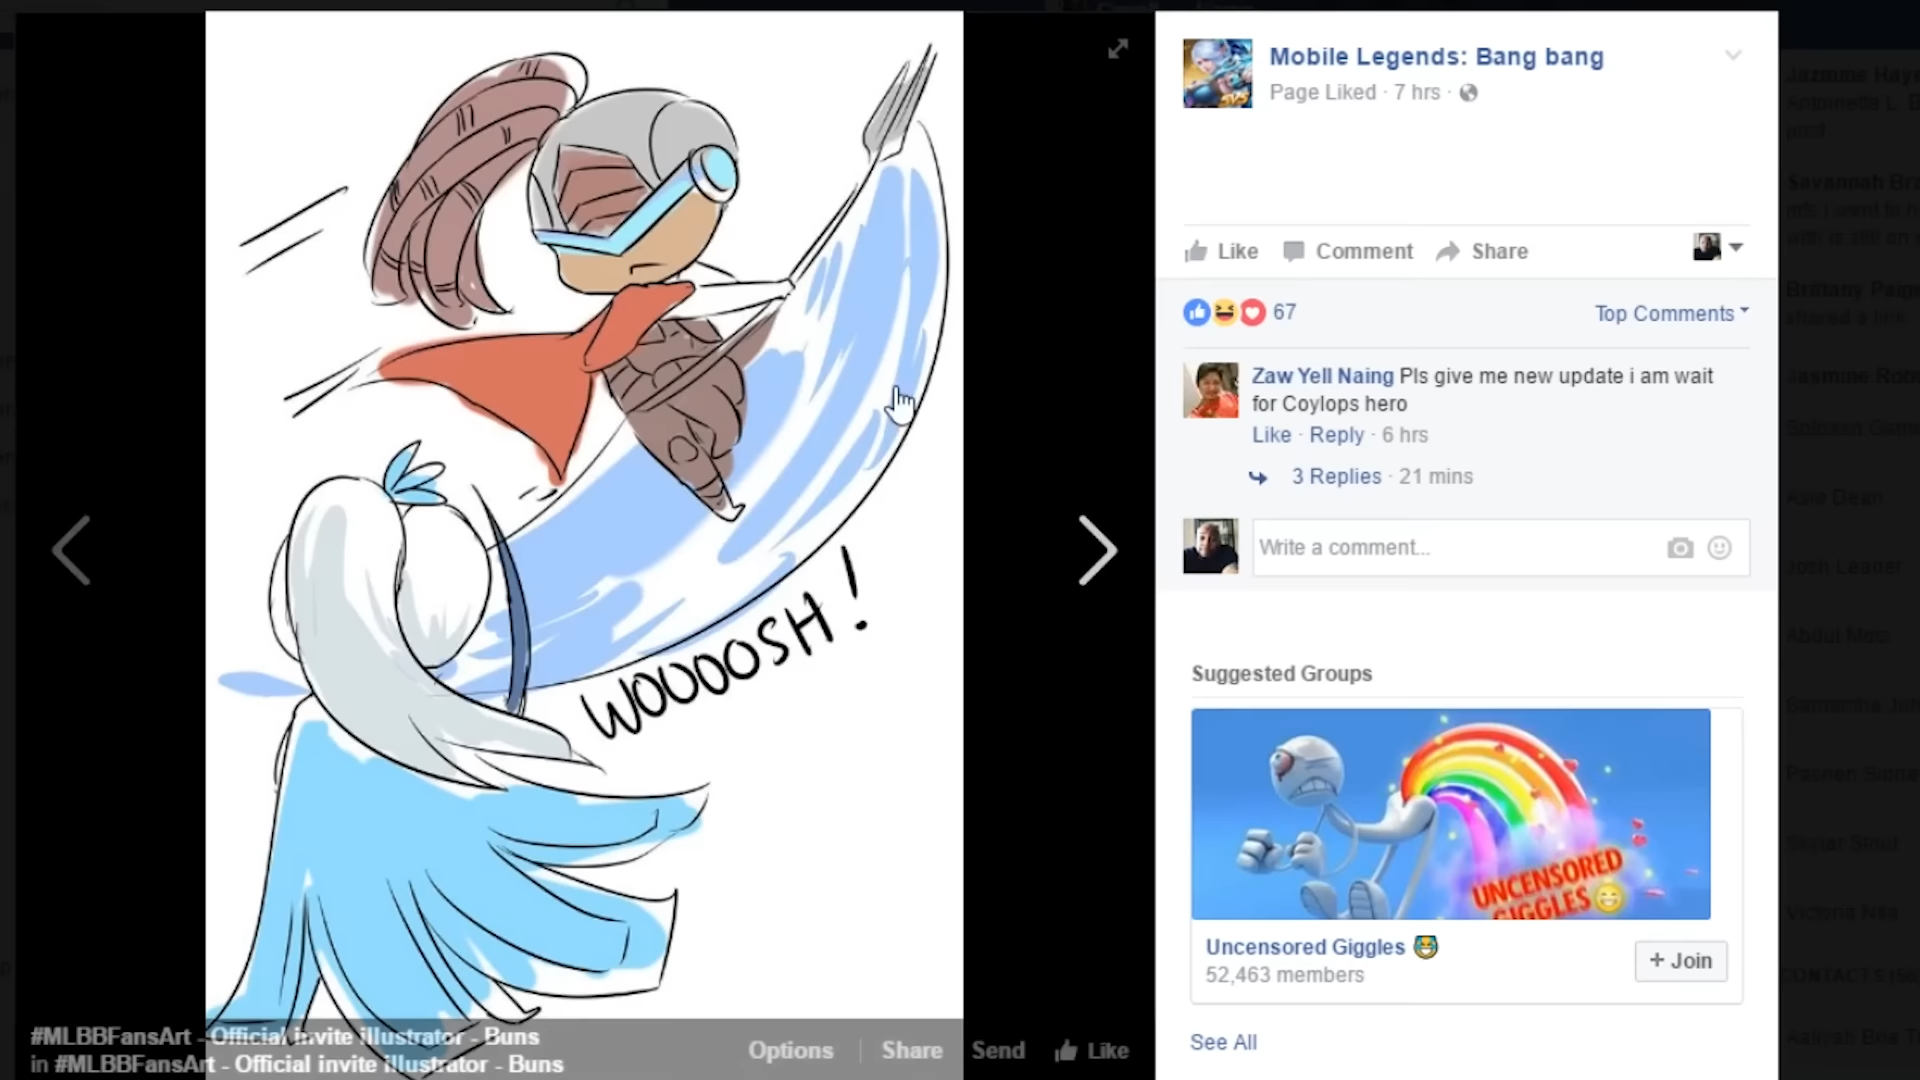 Mobile Legends: Bang bang
Page Liked · 7 hrs ·
Like Comment Share
67
Top Comments
Zaw Yell Naing Pls give me new update i am wait
for Coylops hero
Like · Reply · 6 hrs
3 Replies · 21 mins
Write a comment...
WOOOOSH!
Suggested Groups
UNCENSORED
GIGGLES
Uncensored Giggles
52,463 members
+ Join
See All
#MLBBFansArt - Official invite illustrator - Buns
in #MLBBFansArt - Official invite illustrator - Buns
Options Share Send Like